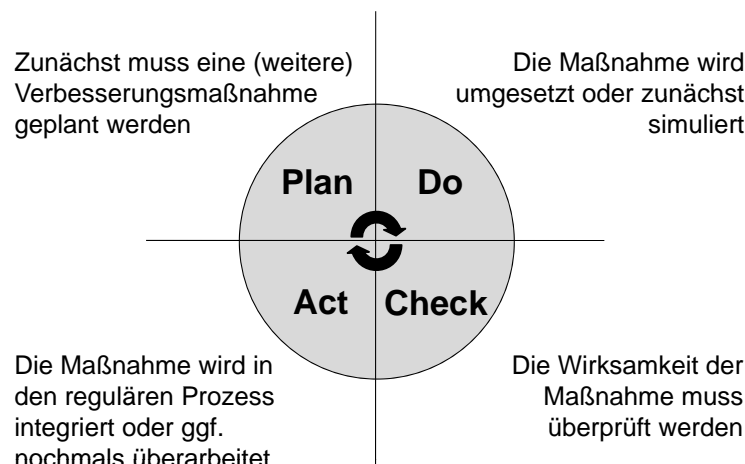 Zunächst muss eine (weitere)
Verbesserungsmaßnahme
geplant werden
Die Maßnahme wird
umgesetzt oder zunächst
simuliert
Plan
Do
Act
Check
Die Maßnahme wird in
den regulären Prozess
integriert oder ggf.
nochmals überarbeitet
Die Wirksamkeit der
Maßnahme muss
überprüft werden